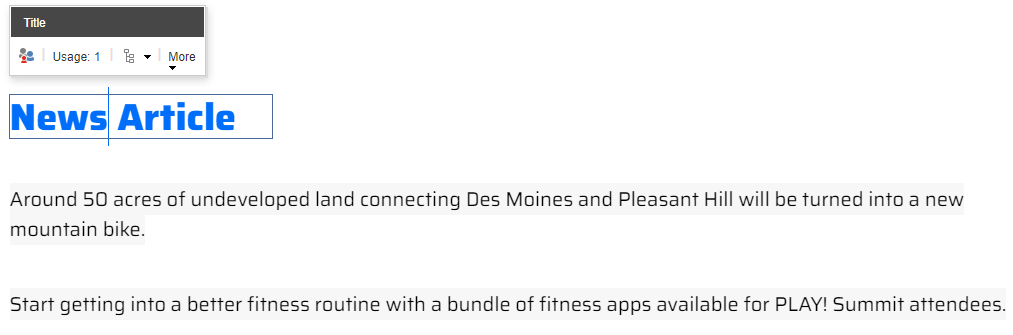 Title
Usage: 1 More
News Article
Around 50 acres of undeveloped land connecting Des Moines and Pleasant Hill will be turned into a new
mountain bike.
Start getting into a better fitness routine with a bundle of fitness apps available for PLAY! Summit attendees.